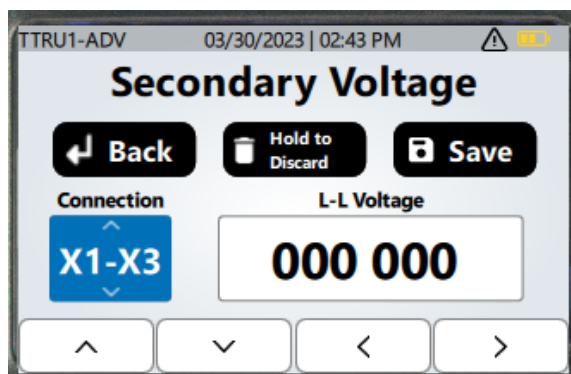 TTRU1-ADV 03/30/2023 | 02:43 PM
Secondary Voltage
Back
Hold to
Discard
Save
Connection
L-L Voltage
X1-X3
000 000